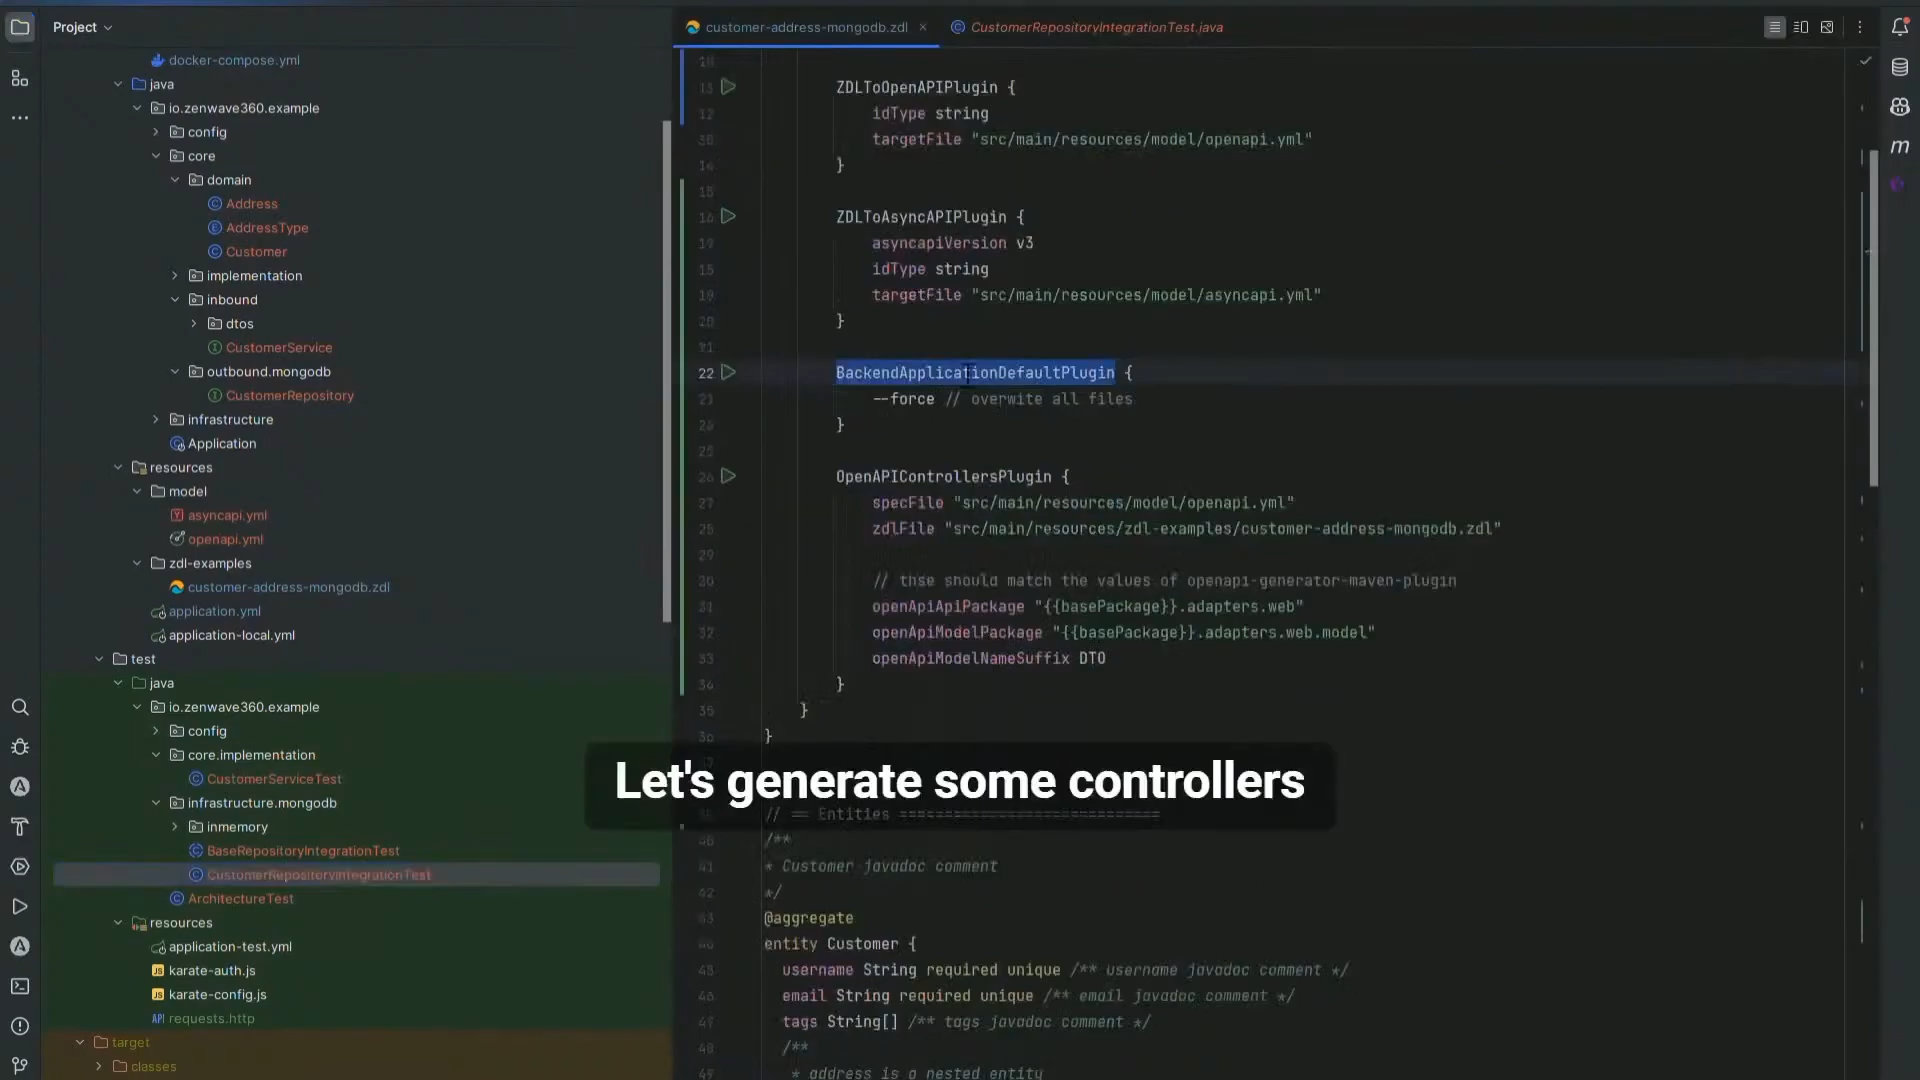 Project
customer-address-mongodb.zdl
CustomerRepositoryIntegrationTest.java
docker-compose.yml
java
io.zenwave360.example
config
core
domain
Address
AddressType
Customer
implementation
inbound
dtos
CustomerService
outbound.mongodb
CustomerRepository
infrastructure
Application
resources
model
asyncapi.yml
openapi.yml
zdl-examples
customer-address-mongodb.zdl
application.yml
application-local.yml
test
java
io.zenwave360.example
config
core.implementation
CustomerServiceTest
infrastructure.mongodb
inmemory
BaseRepositoryIntegrationTest
CustomerRepositoryIntegrationTest
ArchitectureTest
resources
application-test.yml
karate-auth.js
karate-config.js
API requests.http
target
classes
ZDLToOpenAPIPlugin {
idType string
targetFile "src/main/resources/model/openapi.yml"
}
ZDLToAsyncAPIPlugin {
asyncapiVersion v3
idType string
targetFile "src/main/resources/model/asyncapi.yml"
}
22 BackendApplicationDefaultPlugin {
--force // overwite all files
}
OpenAPIControllersPlugin {
specFile "src/main/resources/model/openapi.yml"
zdlFile "src/main/resources/zdl-examples/customer-address-mongodb.zdl"
// thse should match the values of openapi-generator-maven-plugin
openApiApiPackage "{{basePackage}}.adapters.web"
openApiModelPackage "{{basePackage}}.adapters.web.model"
openApiModelNameSuffix DTO
}
}
}
Let's generate some controllers
// == Entities =============================
/**
* Customer javadoc comment
*/
@aggregate
entity Customer {
username String required unique /** username javadoc comment */
email String required unique /** email javadoc comment */
tags String[] /** tags javadoc comment */
/**
* address is a nested entity